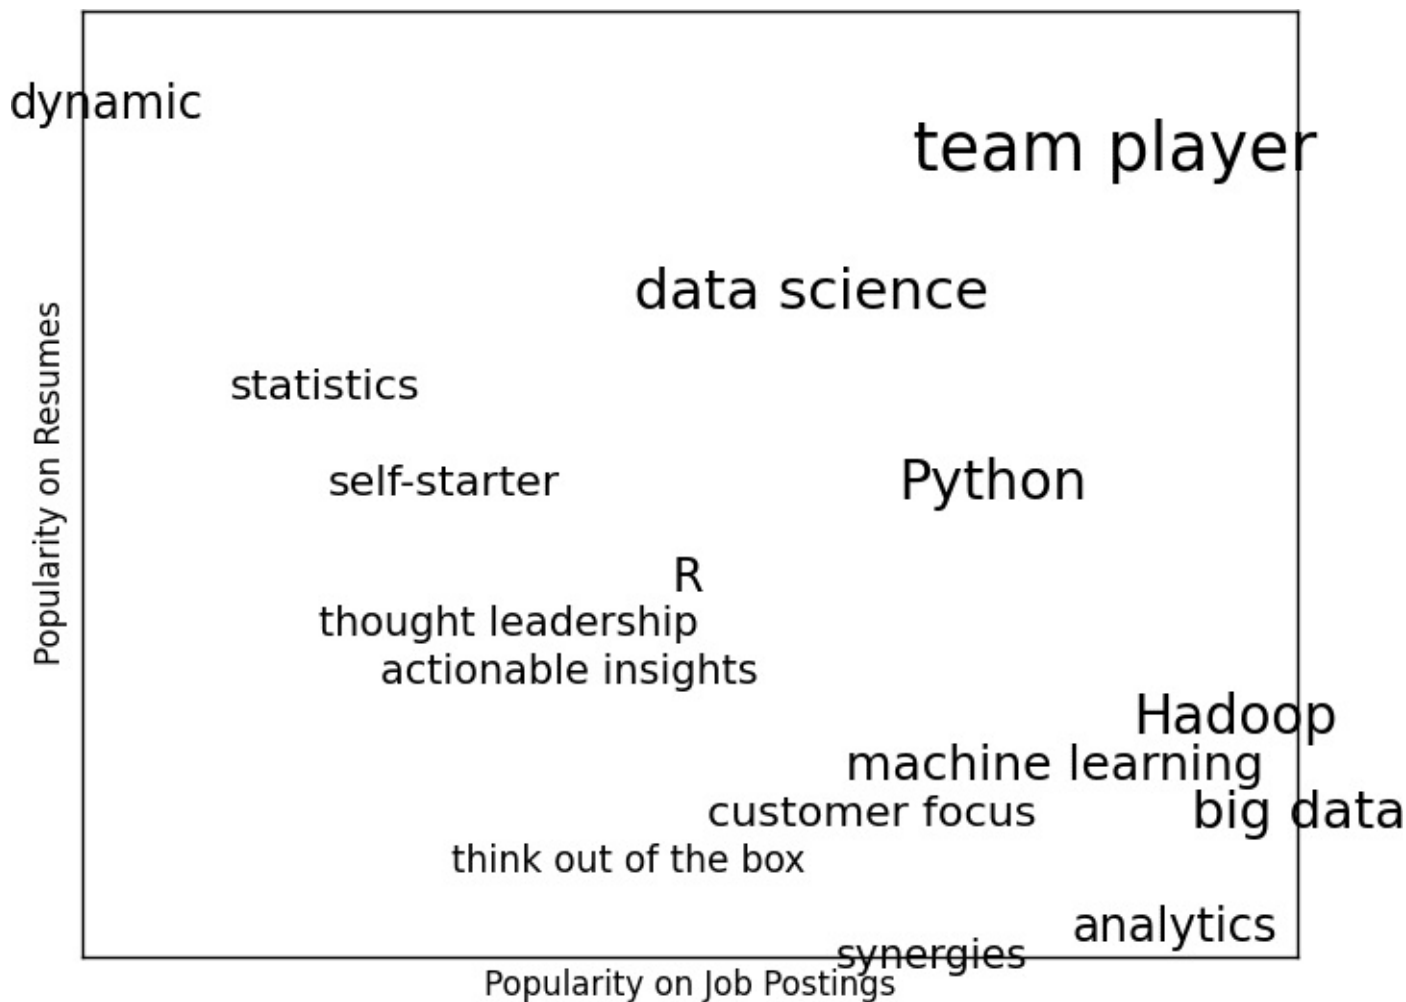 dynamic
team player
data science
statistics
self-starter
Python
R
thought leadership
actionable insights
Hadoop
machine learning
customer focus
big data
think out of the box
analytics
synergies
Popularity on Resumes
Popularity on Job Postings